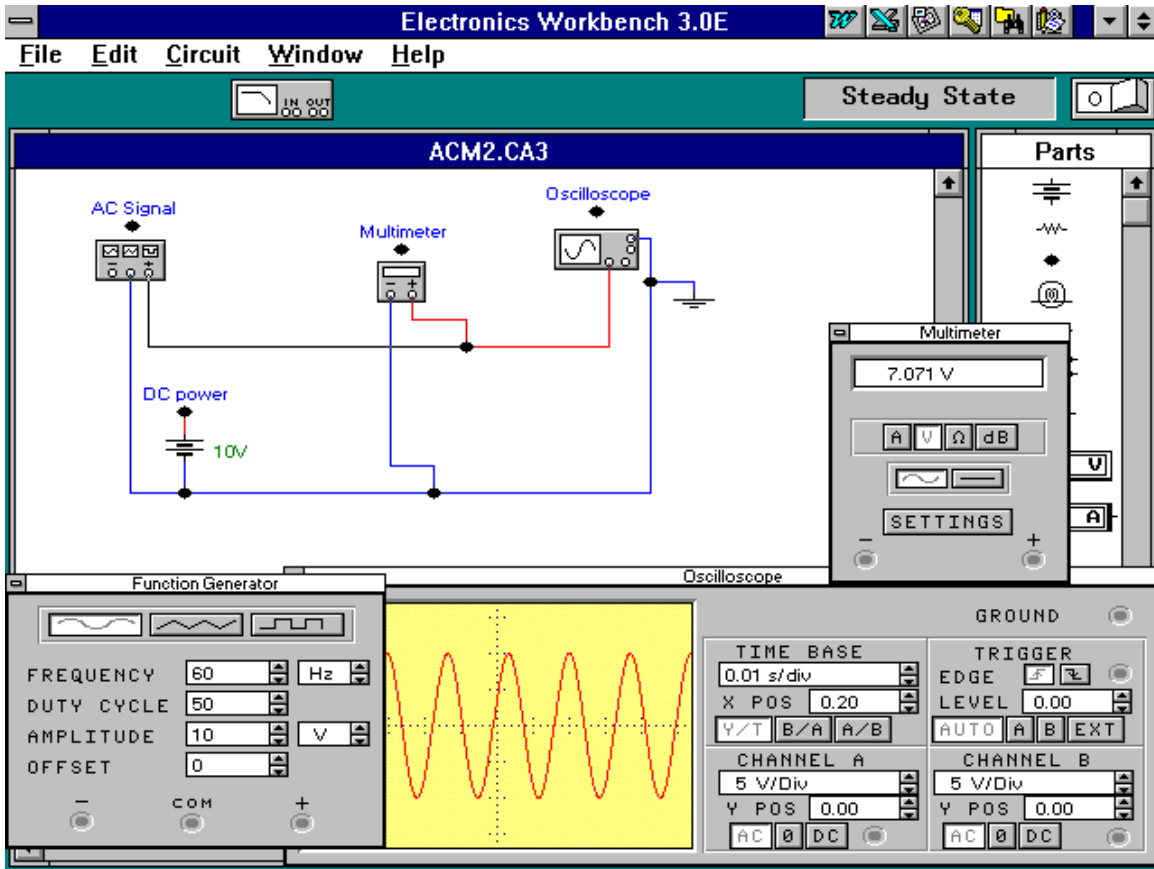 Electronics Workbench 3.0E
File Edit Circuit Window Help
IN OUT
Steady State
ACM2.CA3
Parts
AC Signal
Multimeter
Oscilloscope
DC power
10V
V
A
Multimeter
7.071 V
A V Ω dB
SETTINGS
− +
Function Generator
FREQUENCY 60 Hz
DUTY CYCLE 50
AMPLITUDE 10 V
OFFSET 0
− COM +
Oscilloscope
GROUND
TIME BASE
0.01 s/div
X POS 0.20
Y/T B/A A/B
TRIGGER
EDGE
LEVEL 0.00
AUTO A B EXT
CHANNEL A
5 V/Div
Y POS 0.00
AC 0 DC
CHANNEL B
5 V/Div
Y POS 0.00
AC 0 DC